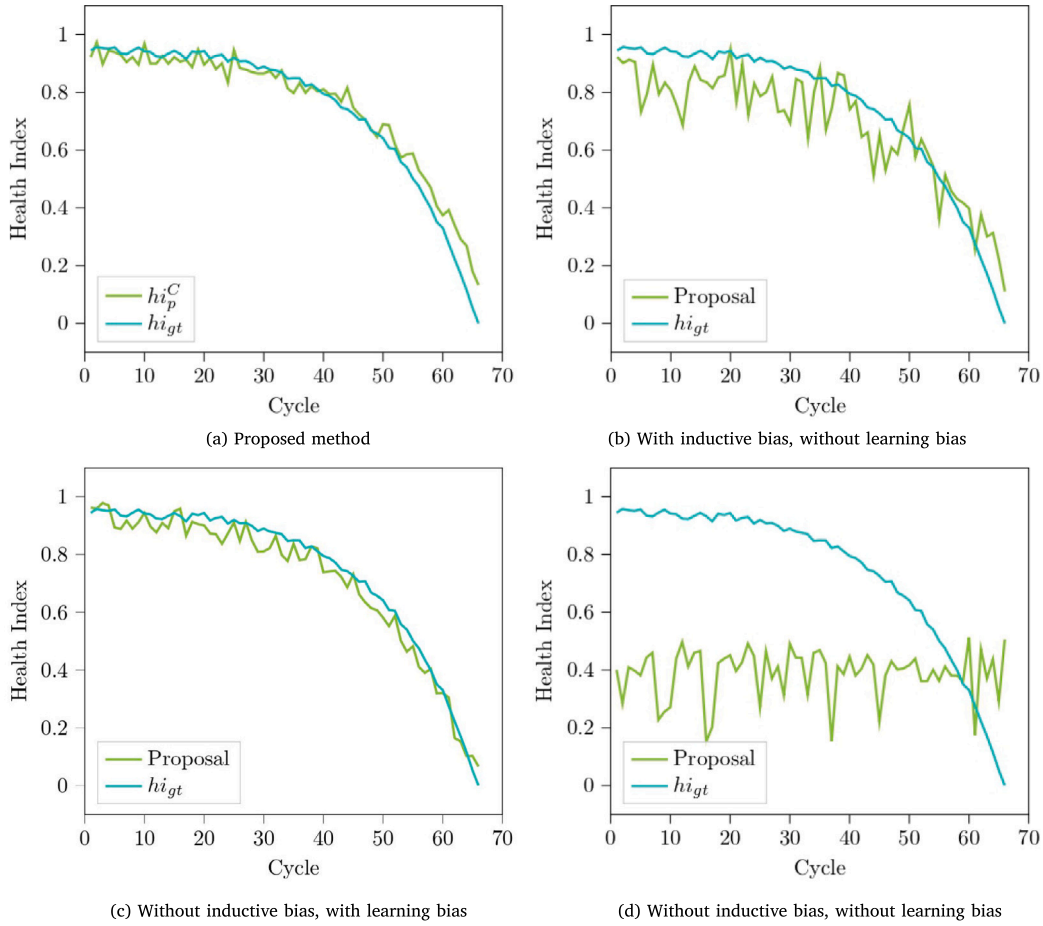 1
0.8
0.6
0.4
0.2
0
Health Index
hi_p^C
hi_gt
0 10 20 30 40 50 60 70
Cycle
(a) Proposed method
1
0.8
0.6
0.4
0.2
0
Health Index
Proposal
hi_gt
0 10 20 30 40 50 60 70
Cycle
(b) With inductive bias, without learning bias
1
0.8
0.6
0.4
0.2
0
Health Index
Proposal
hi_gt
0 10 20 30 40 50 60 70
Cycle
(c) Without inductive bias, with learning bias
1
0.8
0.6
0.4
0.2
0
Health Index
Proposal
hi_gt
0 10 20 30 40 50 60 70
Cycle
(d) Without inductive bias, without learning bias